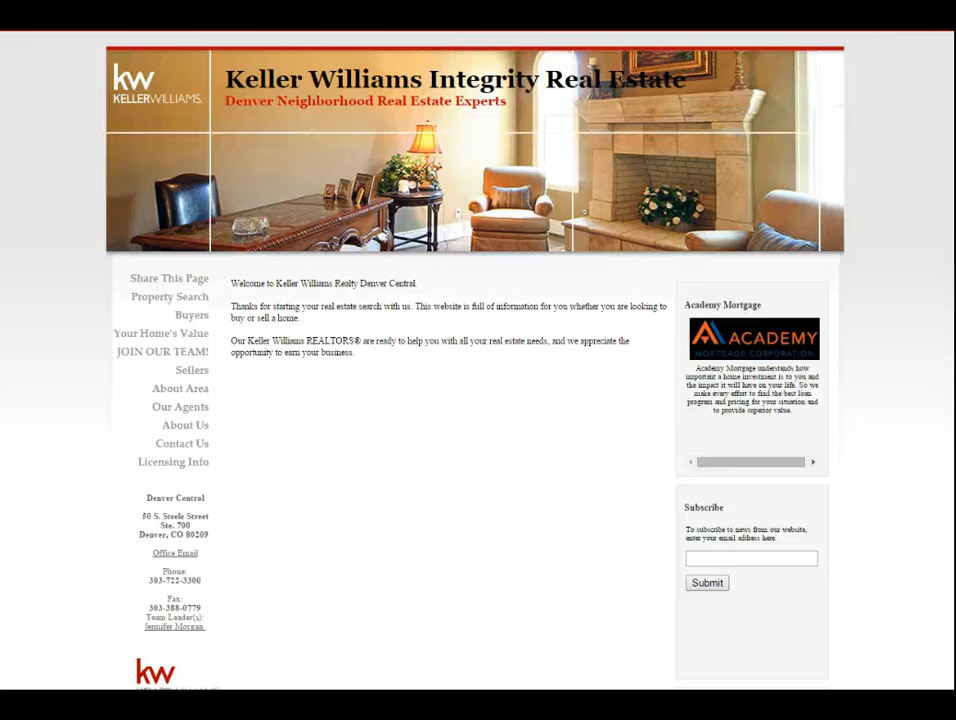 kw
KELLERWILLIAMS.
Keller Williams Integrity Real Estate
Denver Neighborhood Real Estate Experts
Share This Page
Property Search
Buyers
Your Home's Value
JOIN OUR TEAM!
Sellers
About Area
Our Agents
About Us
Contact Us
Licensing Info
Denver Central
50 S. Steele Street
Ste. 700
Denver, CO 80209
Office Email
Phone:
303-722-3300
Fax:
303-388-0779
Team Leader(s):
Jennifer Morgan
kw
Welcome to Keller Williams Realty Denver Central.
Thanks for starting your real estate search with us. This website is full of information for you whether you are looking to
buy or sell a home.
Our Keller Williams REALTORS® are ready to help you with all your real estate needs, and we appreciate the
opportunity to earn your business.
Academy Mortgage
ACADEMY
MORTGAGE CORPORATION
Academy Mortgage understands how
important a home investment is to you and
the impact it will have on your life. So we
make every effort to find the best loan
program and pricing for your situation and
to provide superior value.
Subscribe
To subscribe to news from our website,
enter your email address here.
Submit